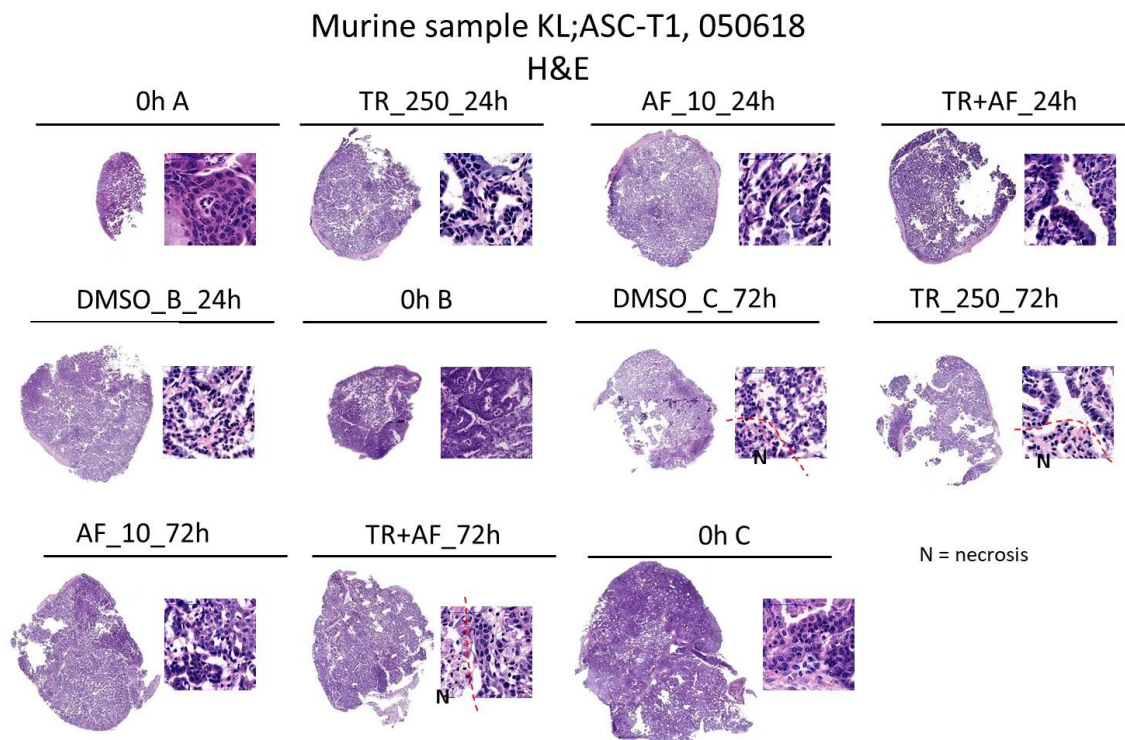 Murine sample KL;ASC-T1, 050618
H&E
0h A
TR_250_24h
AF_10_24h
TR+AF_24h
DMSO_B_24h
0h B
DMSO_C_72h
TR_250_72h
N
N
AF_10_72h
TR+AF_72h
0h C
N = necrosis
N